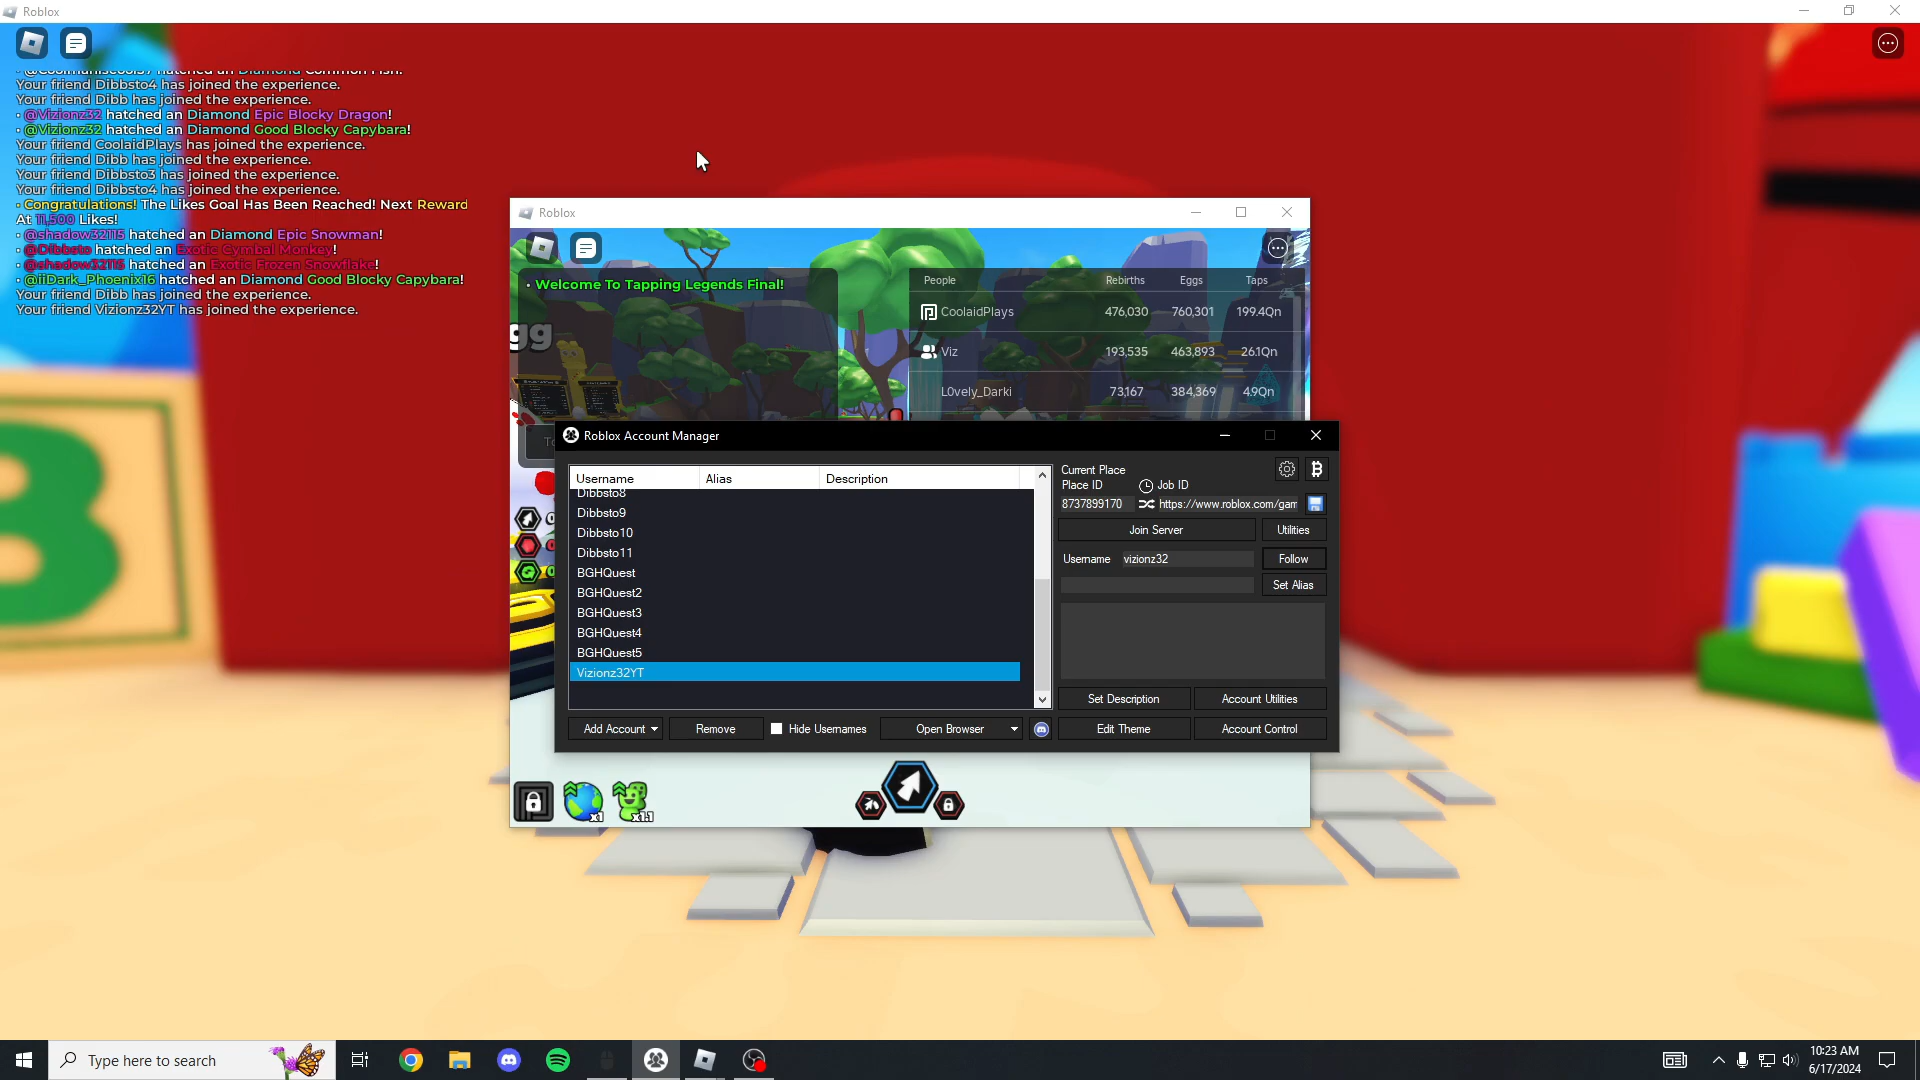 Roblox
Your friend Dibbsto4 has joined the experience.
Your friend Dibb has joined the experience.
• @Vizionz32 hatched an Diamond Epic Blocky Dragon!
• @Vizionz32 hatched an Diamond Good Blocky Capybara!
Your friend CoolaidPlays has joined the experience.
Your friend Dibb has joined the experience.
Your friend Dibbsto3 has joined the experience.
Your friend Dibbsto4 has joined the experience.
• Congratulations! The Likes Goal Has Been Reached! Next Reward
At 11,500 Likes!
• @shadow32115 hatched an Diamond Epic Snowman!
• @Dibbsto hatched an Exotic Cymbal Monkey!
• @shadow32115 hatched an Exotic Frozen Snowflake!
• @iiDark_Phoenix16 hatched an Diamond Good Blocky Capybara!
Your friend Dibb has joined the experience.
Your friend Vizionz32YT has joined the experience.
Roblox
• Welcome To Tapping Legends Final!
gg
People Rebirths Eggs Taps
CoolaidPlays 476,030 760,301 199.4Qn
Viz 193,535 463,893 26.1Qn
L0vely_Darki 73,167 384,369 4.9Qn
Roblox Account Manager
Username Alias Description
Dibbsto8
Dibbsto9
Dibbsto10
Dibbsto11
BGHQuest
BGHQuest2
BGHQuest3
BGHQuest4
BGHQuest5
Vizionz32YT
Current Place
Place ID Job ID
8737899170 https://www.roblox.com/gam
Join Server Utilities
Username vizionz32 Follow
Set Alias
Set Description Account Utilities
Add Account Remove Hide Usernames Open Browser Edit Theme Account Control
x1 x1.1
Type here to search
10:23 AM
6/17/2024